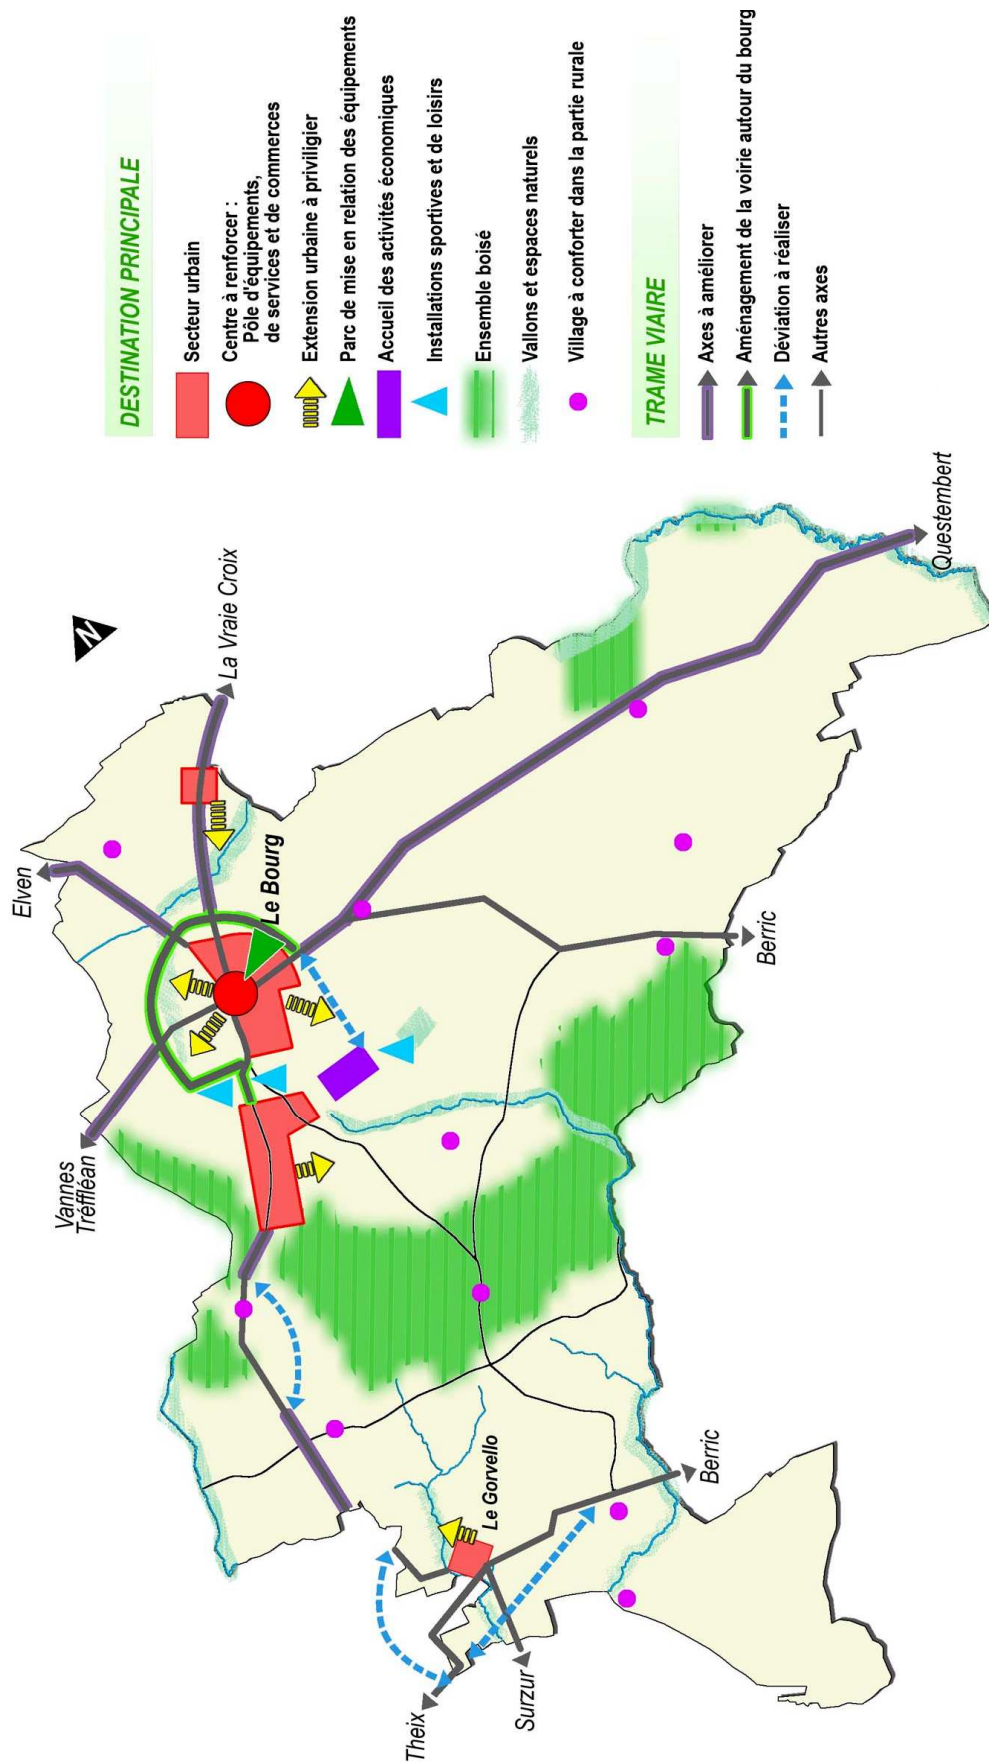 DESTINATION PRINCIPALE
Secteur urbain
Centre à renforcer :
Pôle d'équipements,
de services et de commerces
Extension urbaine à priviligier
Parc de mise en relation des équipements
Accueil des activités économiques
Installations sportives et de loisirs
Ensemble boisé
Vallons et espaces naturels
Village à conforter dans la partie rurale
TRAME VIAIRE
Axes à améliorer
Aménagement de la voirie autour du bourg
Déviation à réaliser
Autres axes
N
Vannes
Tréffléan
Elven
La Vraie Croix
Le Bourg
Theix
Surzur
Le Gorvello
Berric
Berric
Questembert